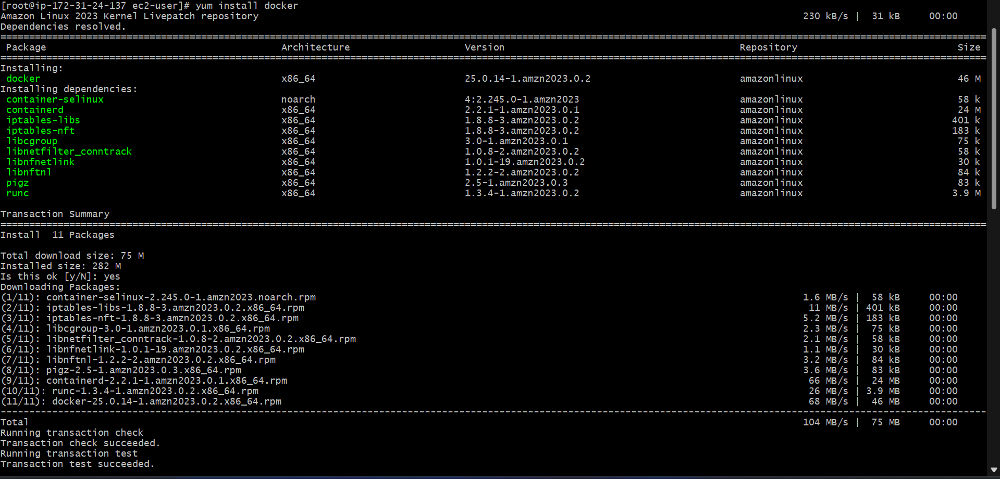 [root@ip-172-31-24-137 ec2-user]# yum install docker
Amazon Linux 2023 Kernel Livepatch repository 230 kB/s | 31 kB 00:00
Dependencies resolved.
================================================================================
Package Architecture Version Repository Size
================================================================================
Installing:
docker x86_64 25.0.14-1.amzn2023.0.2 amazonlinux 46 M
Installing dependencies:
container-selinux noarch 4:2.245.0-1.amzn2023 amazonlinux 58 k
containerd x86_64 2.2.1-1.amzn2023.0.1 amazonlinux 24 M
iptables-libs x86_64 1.8.8-3.amzn2023.0.2 amazonlinux 401 k
iptables-nft x86_64 1.8.8-3.amzn2023.0.2 amazonlinux 183 k
libcgroup x86_64 3.0-1.amzn2023.0.1 amazonlinux 75 k
libnetfilter_conntrack x86_64 1.0.8-2.amzn2023.0.2 amazonlinux 58 k
libnfnetlink x86_64 1.0.1-19.amzn2023.0.2 amazonlinux 30 k
libnftnl x86_64 1.2.2-2.amzn2023.0.2 amazonlinux 84 k
pigz x86_64 2.5-1.amzn2023.0.3 amazonlinux 83 k
runc x86_64 1.3.4-1.amzn2023.0.2 amazonlinux 3.9 M
Transaction Summary
================================================================================
Install 11 Packages
Total download size: 75 M
Installed size: 282 M
Is this ok [y/N]: yes
Downloading Packages:
(1/11): container-selinux-2.245.0-1.amzn2023.noarch.rpm 1.6 MB/s | 58 kB 00:00
(2/11): iptables-libs-1.8.8-3.amzn2023.0.2.x86_64.rpm 11 MB/s | 401 kB 00:00
(3/11): iptables-nft-1.8.8-3.amzn2023.0.2.x86_64.rpm 5.2 MB/s | 183 kB 00:00
(4/11): libcgroup-3.0-1.amzn2023.0.1.x86_64.rpm 2.3 MB/s | 75 kB 00:00
(5/11): libnetfilter_conntrack-1.0.8-2.amzn2023.0.2.x86_64.rpm 2.1 MB/s | 58 kB 00:00
(6/11): libnfnetlink-1.0.1-19.amzn2023.0.2.x86_64.rpm 1.1 MB/s | 30 kB 00:00
(7/11): libnftnl-1.2.2-2.amzn2023.0.2.x86_64.rpm 3.2 MB/s | 84 kB 00:00
(8/11): pigz-2.5-1.amzn2023.0.3.x86_64.rpm 3.6 MB/s | 83 kB 00:00
(9/11): containerd-2.2.1-1.amzn2023.0.1.x86_64.rpm 66 MB/s | 24 MB 00:00
(10/11): runc-1.3.4-1.amzn2023.0.2.x86_64.rpm 26 MB/s | 3.9 MB 00:00
(11/11): docker-25.0.14-1.amzn2023.0.2.x86_64.rpm 68 MB/s | 46 MB 00:00
--------------------------------------------------------------------------------
Total 104 MB/s | 75 MB 00:00
Running transaction check
Transaction check succeeded.
Running transaction test
Transaction test succeeded.